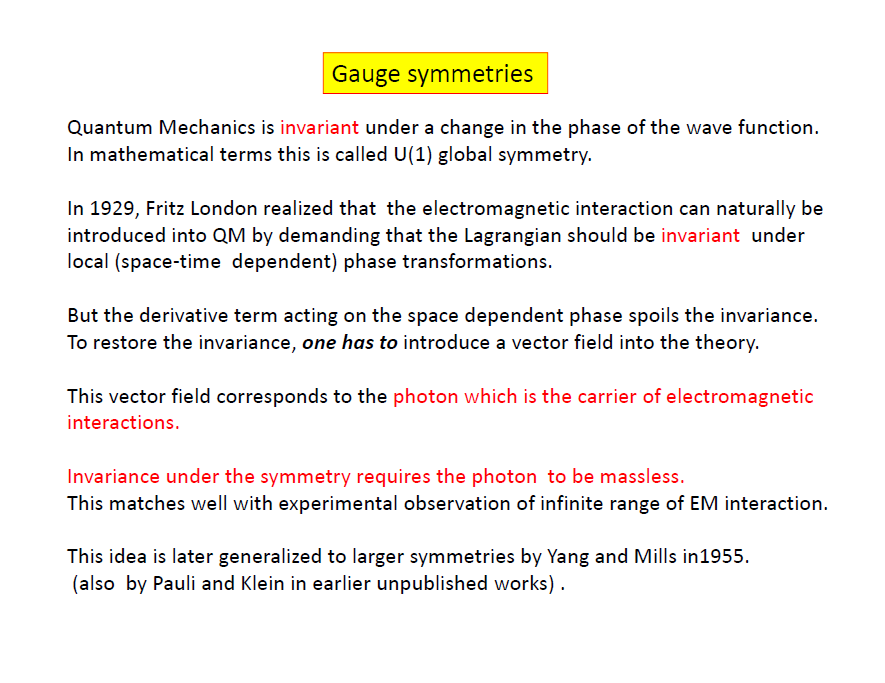 Gauge symmetries
Quantum Mechanics is invariant under a change in the phase of the wave function.
In mathematical terms this is called U(1) global symmetry.
In 1929, Fritz London realized that the electromagnetic interaction can naturally be
introduced into QM by demanding that the Lagrangian should be invariant under
local (space-time dependent) phase transformations.
But the derivative term acting on the space dependent phase spoils the invariance.
To restore the invariance, one has to introduce a vector field into the theory.
This vector field corresponds to the photon which is the carrier of electromagnetic
interactions.
Invariance under the symmetry requires the photon to be massless.
This matches well with experimental observation of infinite range of EM interaction.
This idea is later generalized to larger symmetries by Yang and Mills in1955.
(also by Pauli and Klein in earlier unpublished works) .